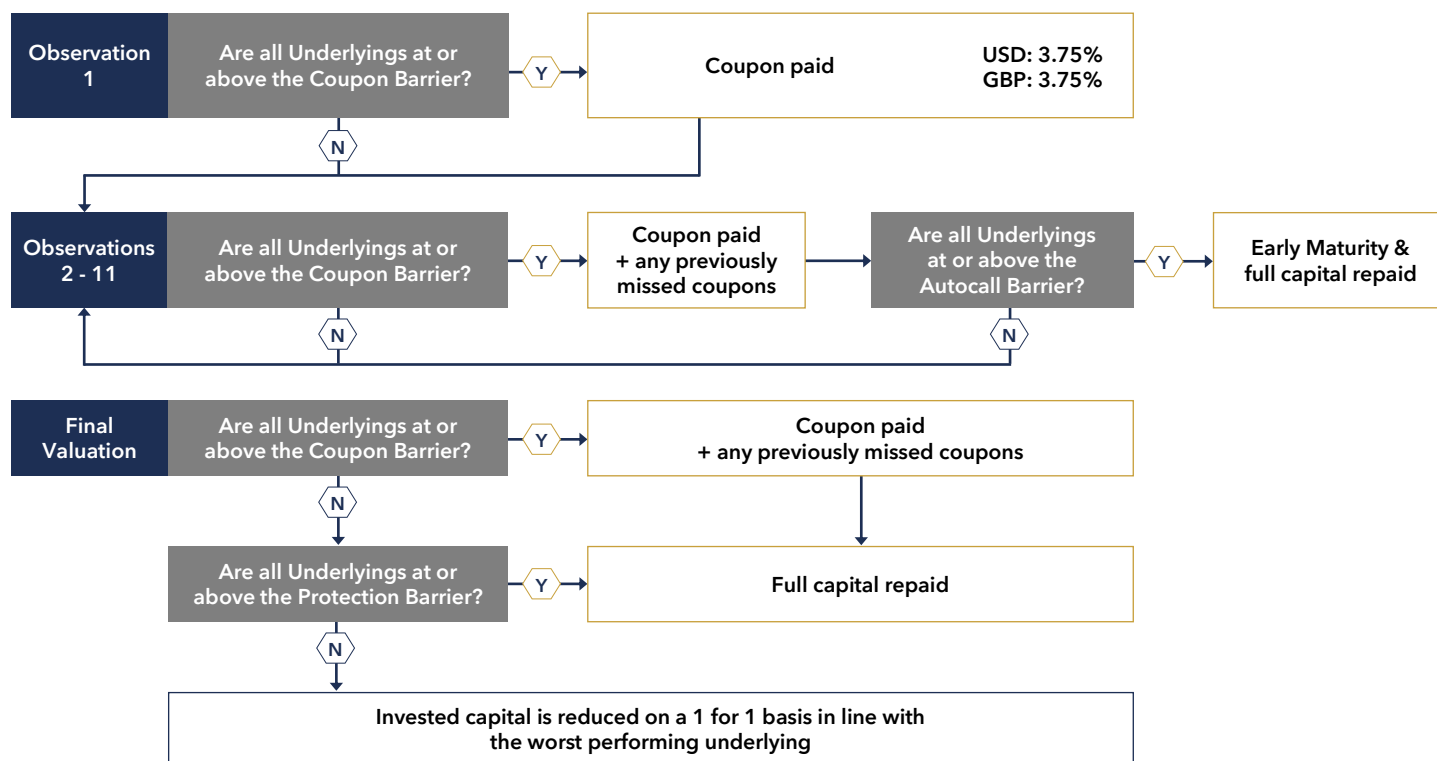 Observation
1
Are all Underlyings at or
above the Coupon Barrier?
Y
Coupon paid
USD: 3.75%
GBP: 3.75%
N
Observations
2 - 11
Are all Underlyings at or
above the Coupon Barrier?
Y
Coupon paid
+ any previously
missed coupons
Are all Underlyings
at or above the
Autocall Barrier?
Y
Early Maturity &
full capital repaid
N
N
Final
Valuation
Are all Underlyings at or
above the Coupon Barrier?
Y
Coupon paid
+ any previously missed coupons
N
Are all Underlyings at or
above the Protection Barrier?
Y
Full capital repaid
N
Invested capital is reduced on a 1 for 1 basis in line with
the worst performing underlying